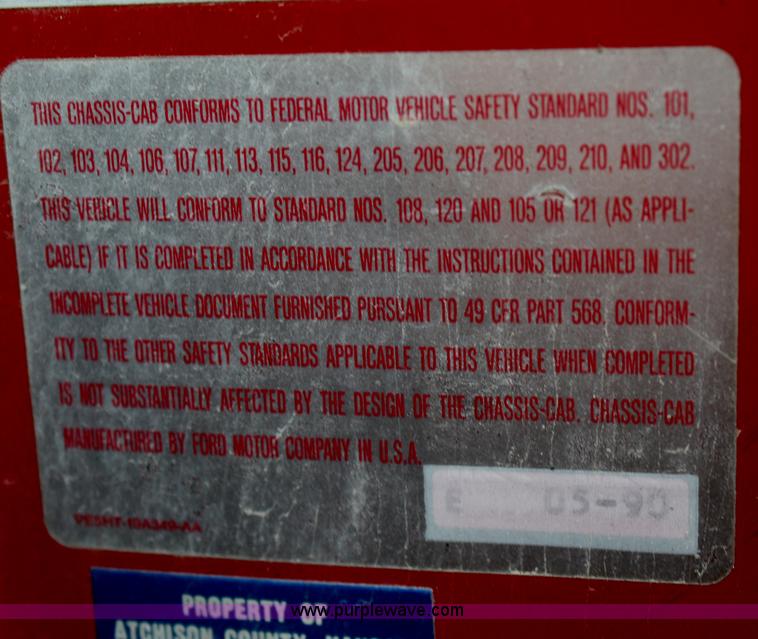 THIS CHASSIS-CAB CONFORMS TO FEDERAL MOTOR VEHICLE SAFETY STANDARD NOS. 101,
102, 103, 104, 106, 107, 111, 113, 115, 116, 124, 205, 206, 207, 208, 209, 210, AND 302.
THIS VEHICLE WILL CONFORM TO STANDARD NOS. 108, 120 AND 105 OR 121 (AS APPLI-
CABLE) IF IT IS COMPLETED IN ACCORDANCE WITH THE INSTRUCTIONS CONTAINED IN THE
INCOMPLETE VEHICLE DOCUMENT FURNISHED PURSUANT TO 49 CFR PART 568. CONFORM-
ITY TO THE OTHER SAFETY STANDARDS APPLICABLE TO THIS VEHICLE WHEN COMPLETED
IS NOT SUBSTANTIALLY AFFECTED BY THE DESIGN OF THE CHASSIS-CAB. CHASSIS-CAB
MANUFACTURED BY FORD MOTOR COMPANY IN U.S.A.
E 05-90
PROPERTY OF
www.purplewave.com
ATCHISON COUNTY,